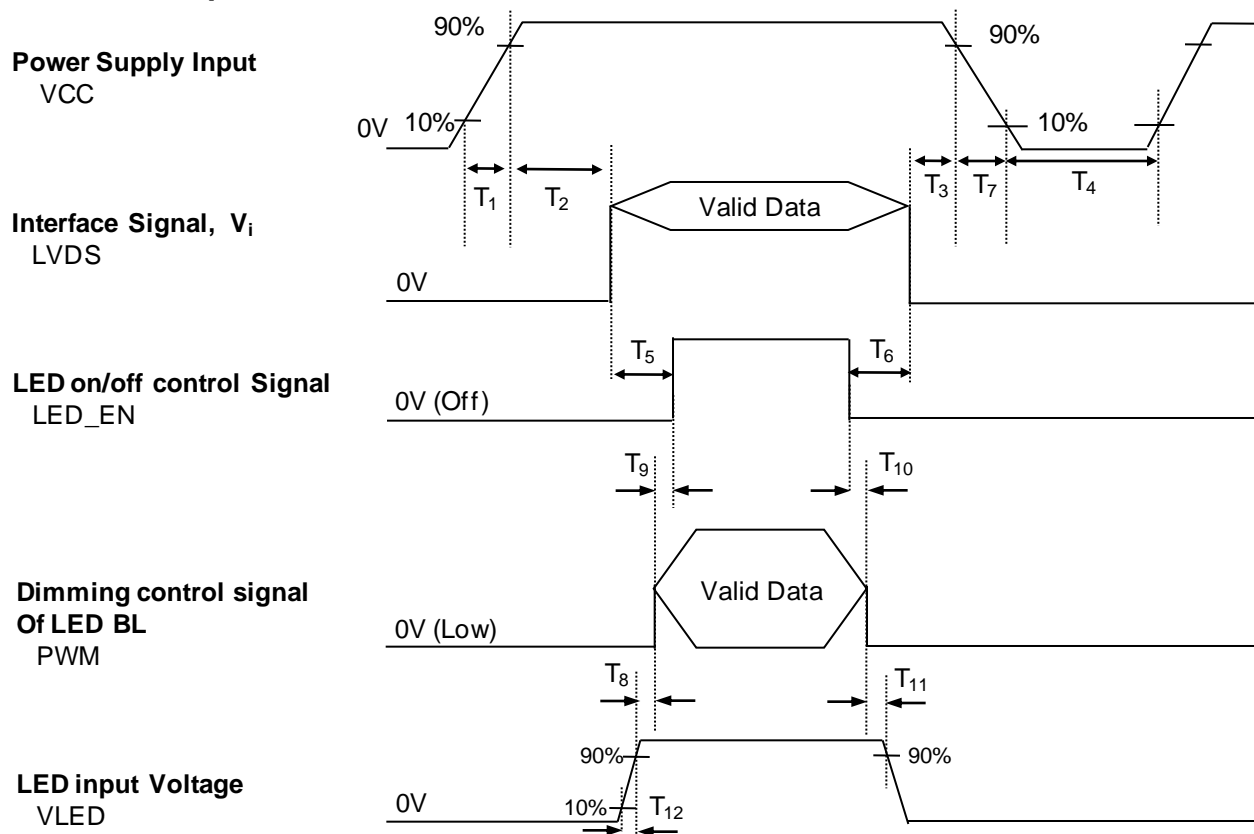 90%
90%
Power Supply Input
VCC
0V
10%
10%
T1
T2
T3
T7
T4
Interface Signal, Vi
LVDS
Valid Data
0V
T5
T6
LED on/off control Signal
LED_EN
0V (Off)
T9
T10
Dimming control signal
Of LED BL
PWM
Valid Data
0V (Low)
T8
T11
90%
90%
LED input Voltage
VLED
0V
10%
T12